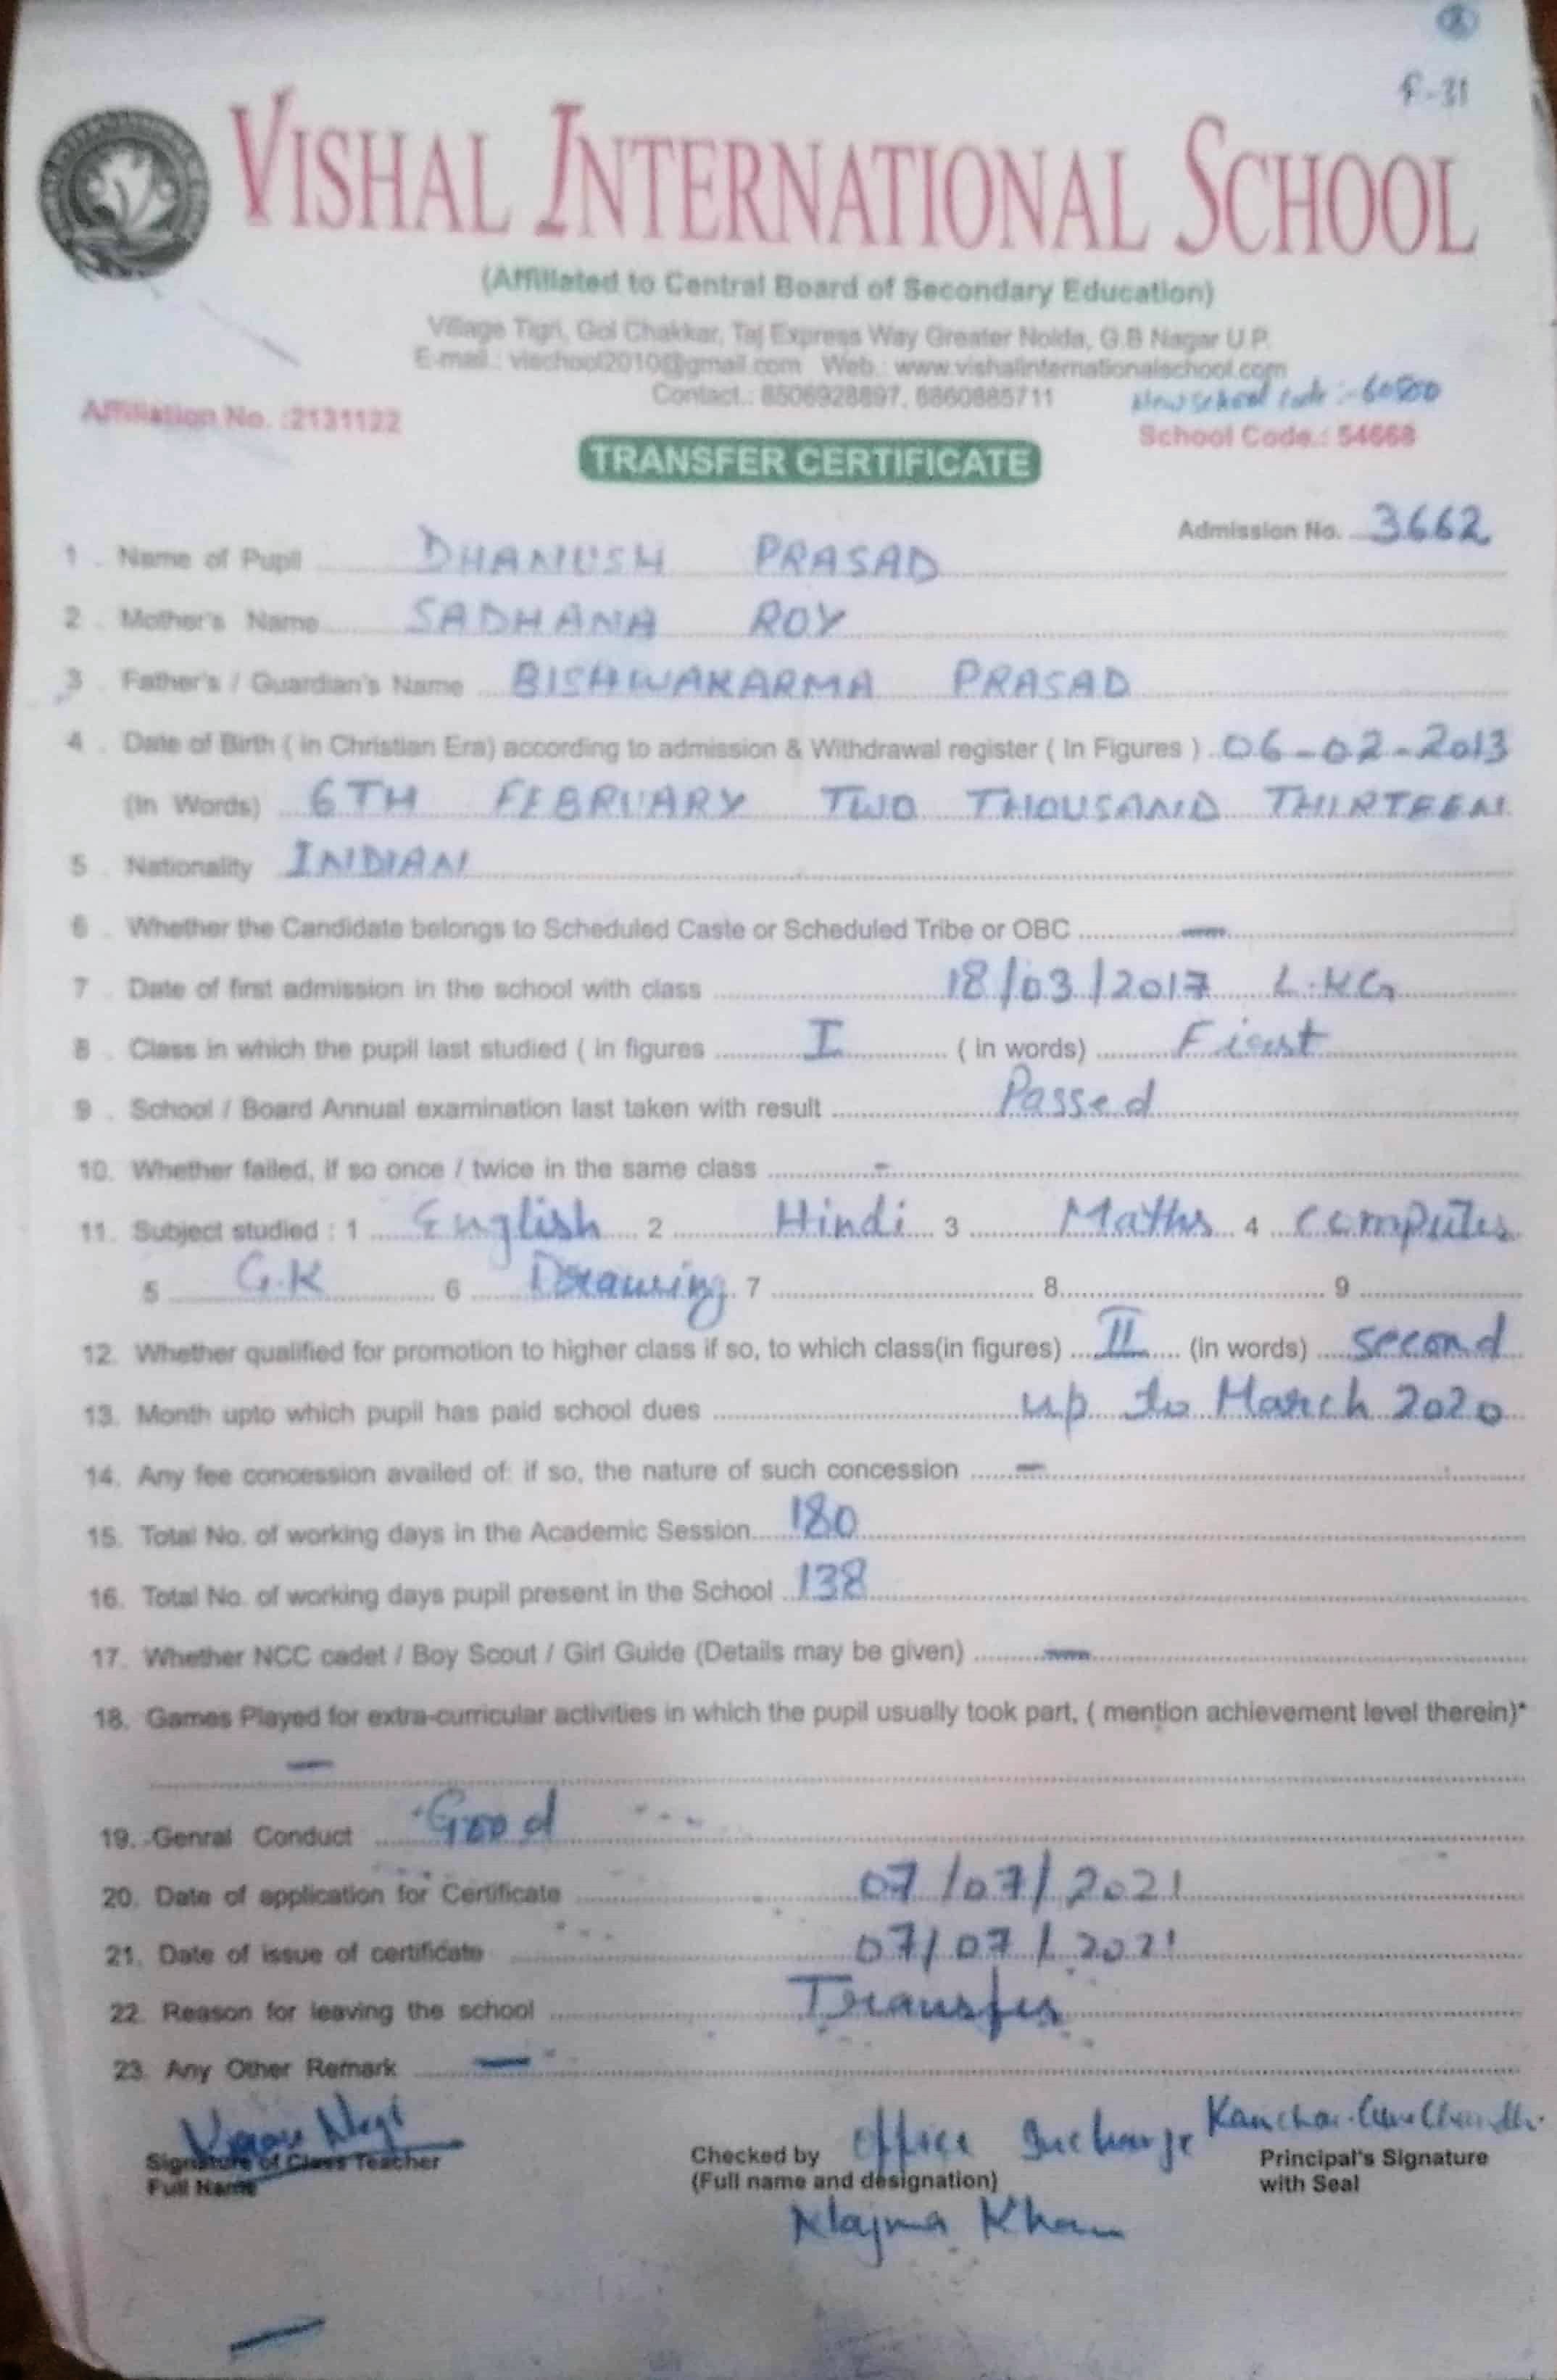 F-31
VISHAL INTERNATIONAL SCHOOL
(Affiliated to Central Board of Secondary Education)
Village Tigri, Gol Chakkar, Taj Express Way Greater Noida, G.B Nagar U.P.
E-mail.: vischool2010@gmail.com Web.: www.vishalinternationalschool.com
Contact.: 8506928897, 8860885711 New school code :- 60500
Affiliation No. :2131122 School Code.: 54668
TRANSFER CERTIFICATE
Admission No. 3662
1 . Name of Pupil DHANUSH PRASAD
2 . Mother's Name SADHANA ROY
3 . Father's / Guardian's Name BISHWAKARMA PRASAD
4 . Date of Birth ( in Christian Era) according to admission & Withdrawal register ( In Figures ) 06-02-2013
(In Words) 6TH FEBRUARY TWO THOUSAND THIRTEEN
5 . Nationality INDIAN
6 . Whether the Candidate belongs to Scheduled Caste or Scheduled Tribe or OBC —
7 . Date of first admission in the school with class 18/03/2017 L.KG
8 . Class in which the pupil last studied ( in figures I ( in words) First
9 . School / Board Annual examination last taken with result Passed
10. Whether failed, if so once / twice in the same class -
11. Subject studied : 1 English 2 Hindi 3 Maths 4 Computer
5 G.K 6 Drawing 7 8 9
12. Whether qualified for promotion to higher class if so, to which class(in figures) II (in words) second
13. Month upto which pupil has paid school dues up to March 2020
14. Any fee concession availed of: if so, the nature of such concession —
15. Total No. of working days in the Academic Session 180
16. Total No. of working days pupil present in the School 138
17. Whether NCC cadet / Boy Scout / Girl Guide (Details may be given) —
18. Games Played for extra-curricular activities in which the pupil usually took part, ( mention achievement level therein)*
—
19. Genral Conduct Good
20. Date of application for Certificate 07/07/2021
21. Date of issue of certificate 07/07/2021
22. Reason for leaving the school Transfer
23. Any Other Remark —
Negi Office Incharge
Signature of Class Teacher Checked by Principal's Signature
Full Name (Full name and designation) with Seal
Najma Khan